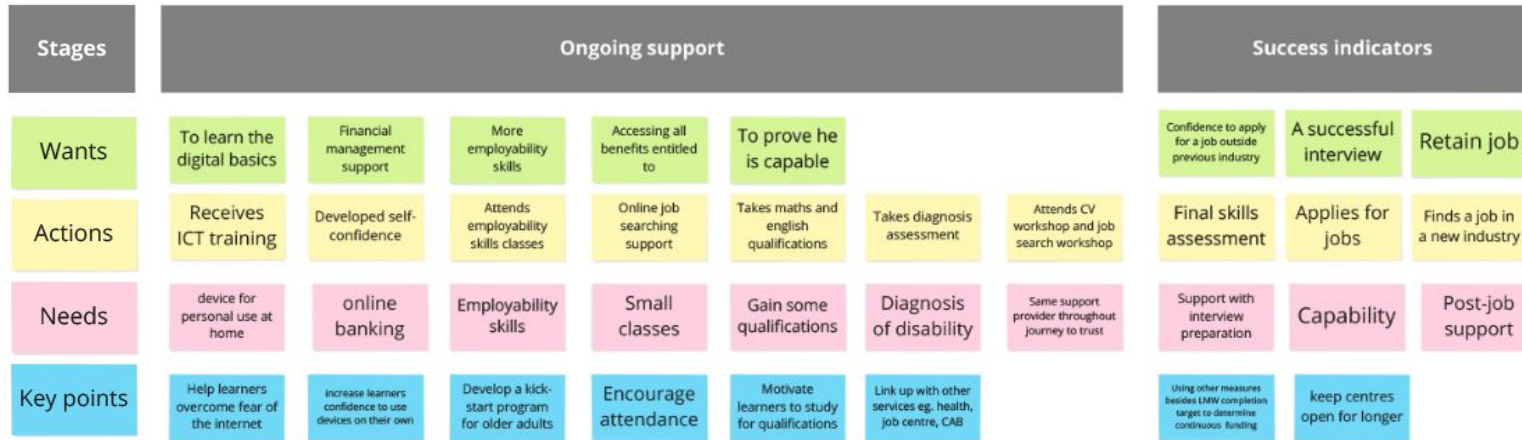 Stages
Ongoing support
Success indicators
Wants
To learn the
digital basics
Financial
management
support
More
employability
skills
Accessing all
benefits entitled
to
To prove he
is capable
Confidence to apply
for a job outside
previous industry
A successful
interview
Retain job
Actions
Receives
ICT training
Developed self-
confidence
Attends
employability
skills classes
Online job
searching
support
Takes maths and
english
qualifications
Takes diagnosis
assessment
Attends CV
workshop and job
search workshop
Final skills
assessment
Applies for
jobs
Finds a job in
a new industry
Needs
device for
personal use at
home
online
banking
Employability
skills
Small
classes
Gain some
qualifications
Diagnosis
of disability
Same support
provider throughout
journey to trust
Support with
interview
preparation
Capability
Post-job
support
Key points
Help learners
overcome fear of
the internet
increase learners
confidence to use
devices on their own
Develop a kick-
start program
for older adults
Encourage
attendance
Motivate
learners to study
for qualifications
Link up with other
services eg. health,
job centre, CAB
Using other measures
besides LMW completion
target to determine
continuous funding
keep centres
open for longer